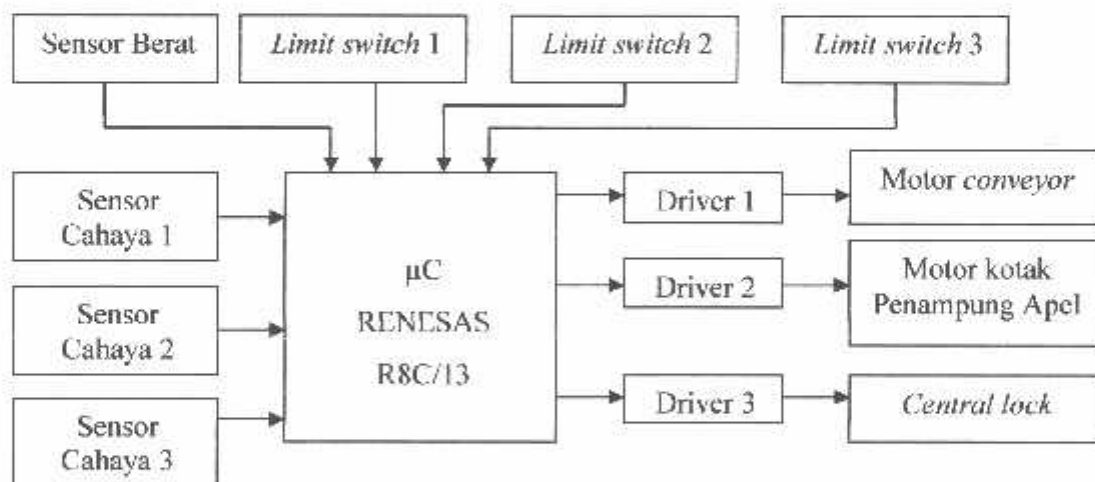 Sensor Berat
Limit switch 1
Limit switch 2
Limit switch 3
Sensor
Cahaya 1
Sensor
Cahaya 2
Sensor
Cahaya 3
μC
RENESAS
R8C/13
Driver 1
Driver 2
Driver 3
Motor conveyor
Motor kotak
Penampung Apel
Central lock